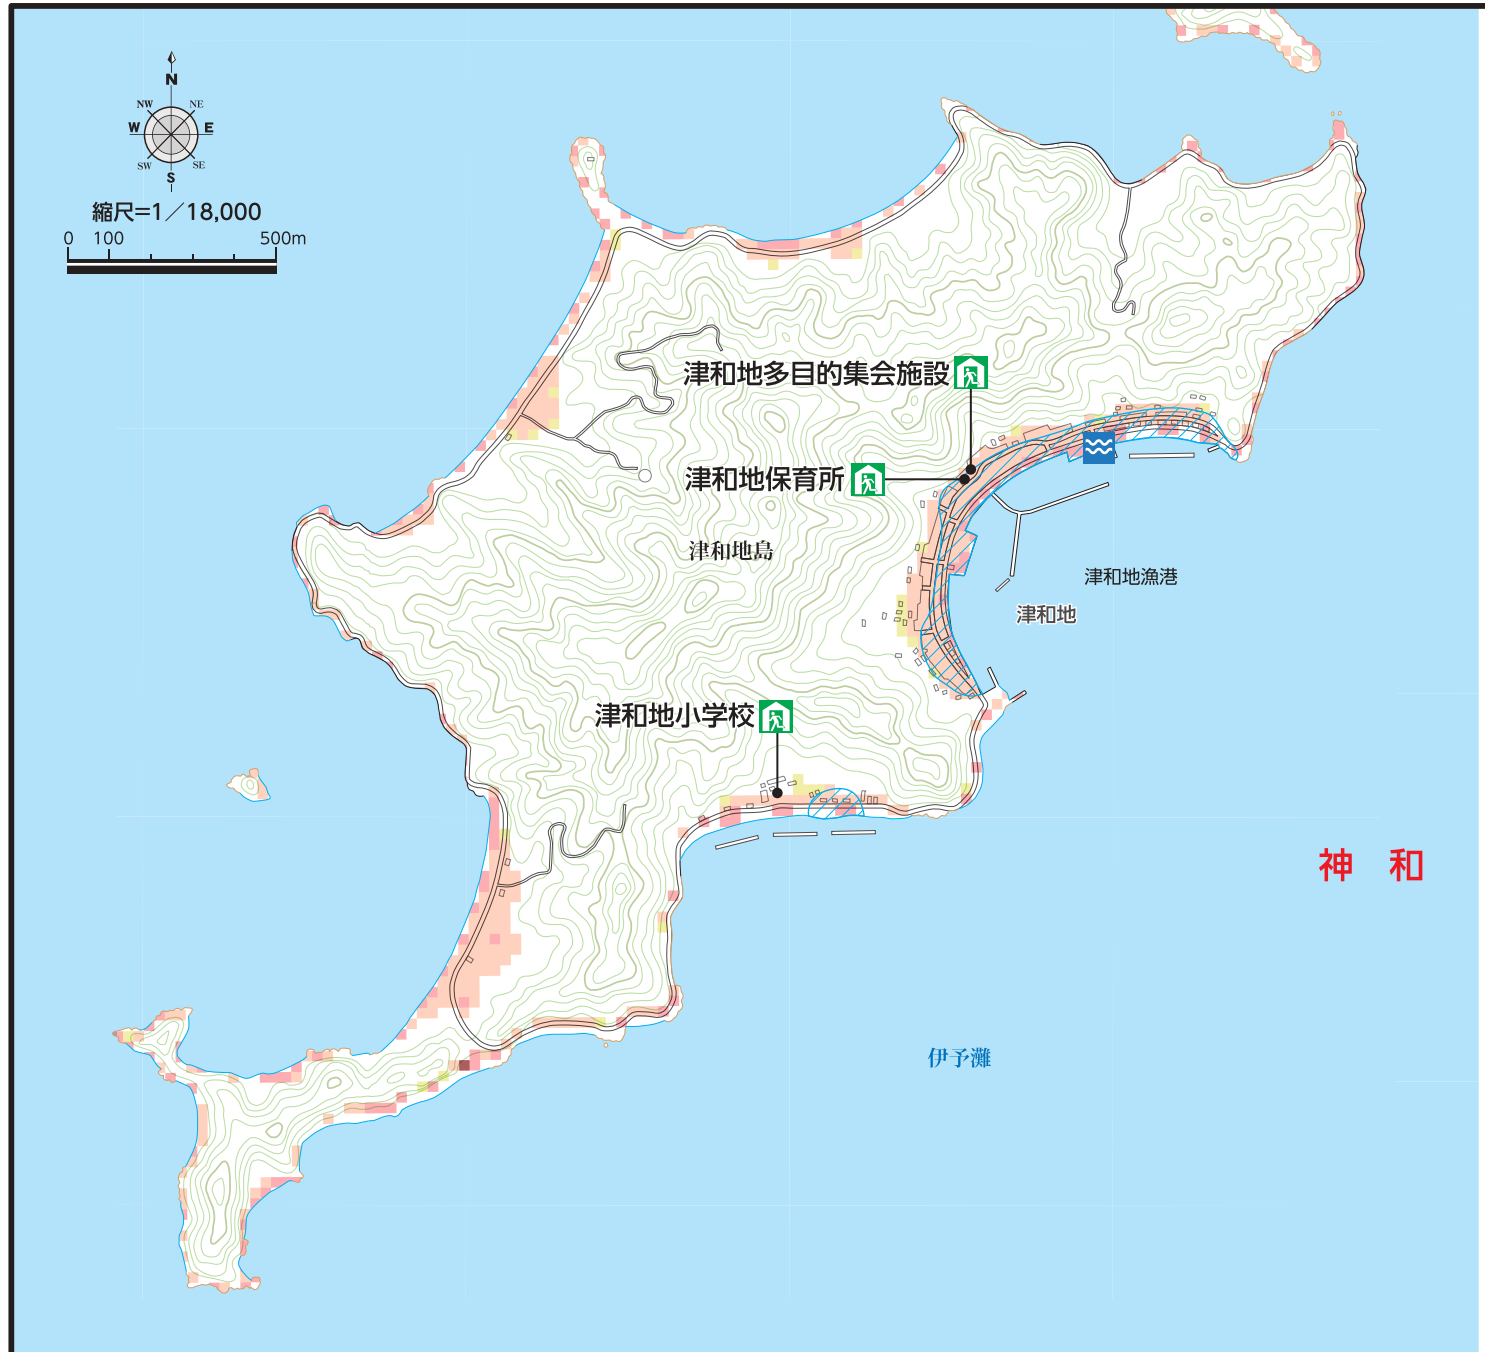 N
NW NE
W E
SW SE
S
縮尺=1／18,000
0 100 500m
津和地多目的集会施設
津和地保育所
津和地島
津和地漁港
津和地
津和地小学校
神 和
伊予灘